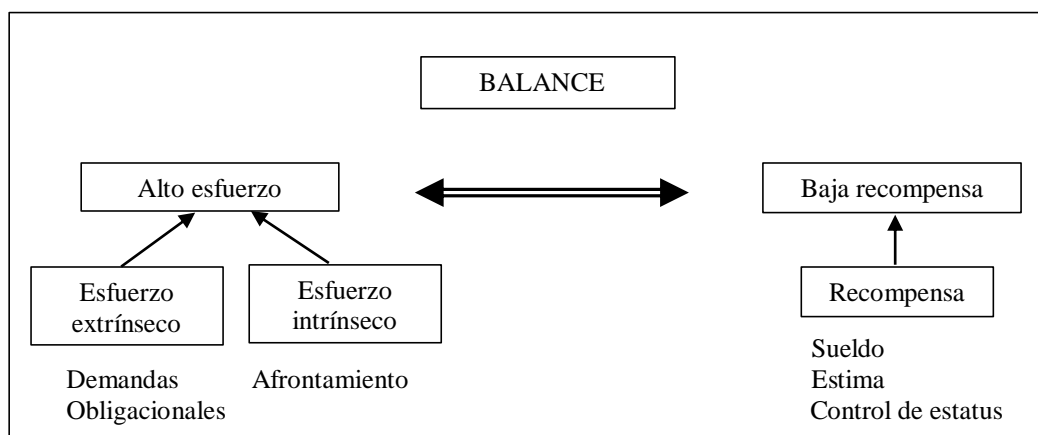 BALANCE
Alto esfuerzo
Baja recompensa
Esfuerzo
extrínseco
Esfuerzo
intrínseco
Recompensa
Demandas
Obligacionales
Afrontamiento
Sueldo
Estima
Control de estatus